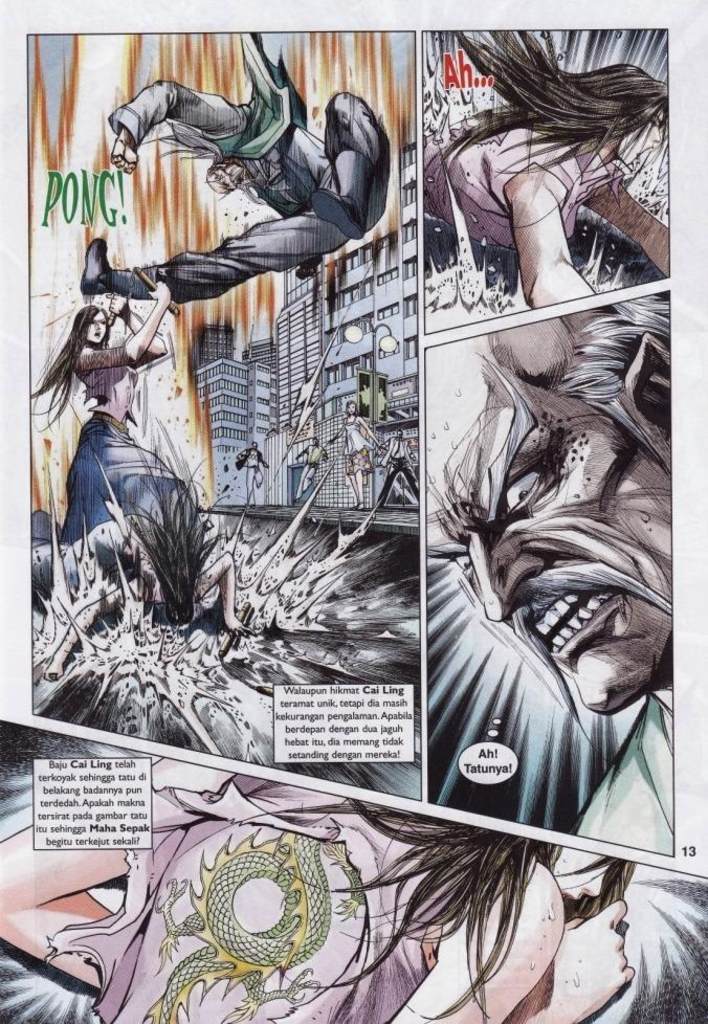 PONG!
Ah...
Walaupun hikmat Cai Ling
teramat unik, tetapi dia masih
kekurangan pengalaman. Apabila
berdepan dengan dua jaguh
hebat itu, dia memang tidak
setanding dengan mereka!
Ah!
Tatunya!
Baju Cai Ling telah
terkoyak sehingga tatu di
belakang badannya pun
terdedah. Apakah makna
tersirat pada gambar tatu
itu sehingga Maha Sepak
begitu terkejut sekali?
13